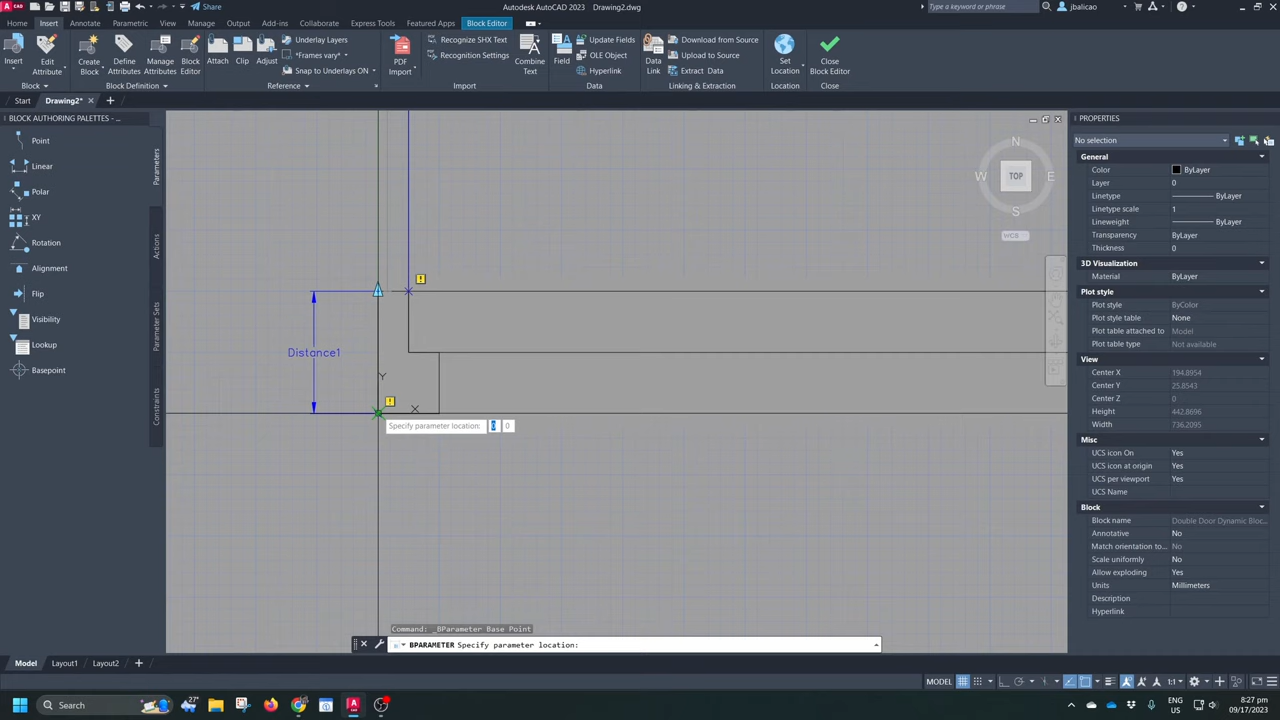 Share
Autodesk AutoCAD 2023 Drawing2.dwg
Type a keyword or phrase
jbalicao
Home Insert Annotate Parametric View Manage Output Add-ins Collaborate Express Tools Featured Apps Block Editor
Insert
Edit
Attribute
Create
Block
Define
Attributes
Manage
Attributes
Block
Editor
Attach
Clip
Adjust
Underlay Layers
*Frames vary*
Snap to Underlays ON
PDF
Import
Recognize SHX Text
Recognition Settings
Combine
Text
Field
Update Fields
OLE Object
Hyperlink
Data
Link
Download from Source
Upload to Source
Extract Data
Set
Location
Close
Block Editor
Block Block Definition Reference Import Data Linking & Extraction Location Close
Start Drawing2*
BLOCK AUTHORING PALETTES - ...
Point
Linear
Polar
XY
Rotation
Alignment
Flip
Visibility
Lookup
Basepoint
Parameters
Actions
Parameter Sets
Constraints
Distance1
Y
X
Specify parameter location: 0 0
N
W TOP E
S
WCS
PROPERTIES
No selection
General
Color ByLayer
Layer 0
Linetype ByLayer
Linetype scale 1
Lineweight ByLayer
Transparency ByLayer
Thickness 0
3D Visualization
Material ByLayer
Plot style
Plot style ByColor
Plot style table None
Plot table attached to Model
Plot table type Not available
View
Center X 194.8954
Center Y 25.8543
Center Z 0
Height 442.8696
Width 736.2095
Misc
UCS icon On Yes
UCS icon at origin Yes
UCS per viewport Yes
UCS Name
Block
Block name Double Door Dynamic Bloc...
Annotative No
Match orientation to... No
Scale uniformly No
Allow exploding Yes
Units Millimeters
Description
Hyperlink
Command: _BParameter Base Point
BPARAMETER Specify parameter location:
Model Layout1 Layout2
MODEL
1:1
Search
27°
ENG
US
8:27 pm
09/17/2023